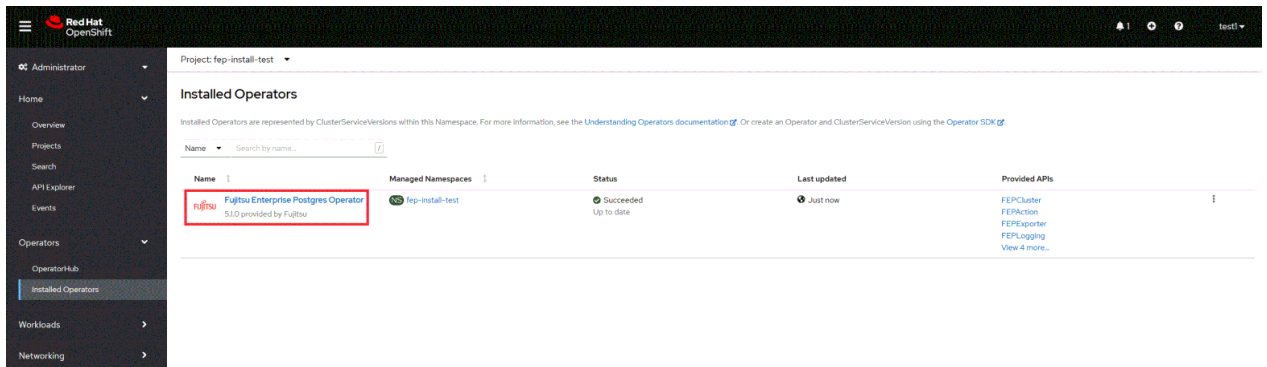 Red Hat
OpenShift
1
test1
Administrator
Home
Overview
Projects
Search
API Explorer
Events
Operators
OperatorHub
Installed Operators
Workloads
Networking
Project: fep-install-test
Installed Operators
Installed Operators are represented by ClusterServiceVersions within this Namespace. For more information, see the Understanding Operators documentation. Or create an Operator and ClusterServiceVersion using the Operator SDK.
Name Search by name... /
Name Managed Namespaces Status Last updated Provided APIs
FUJITSU Fujitsu Enterprise Postgres Operator NS fep-install-test Succeeded Just now FEPCluster
5.1.0 provided by Fujitsu Up to date FEPAction
FEPExporter
FEPLogging
View 4 more...